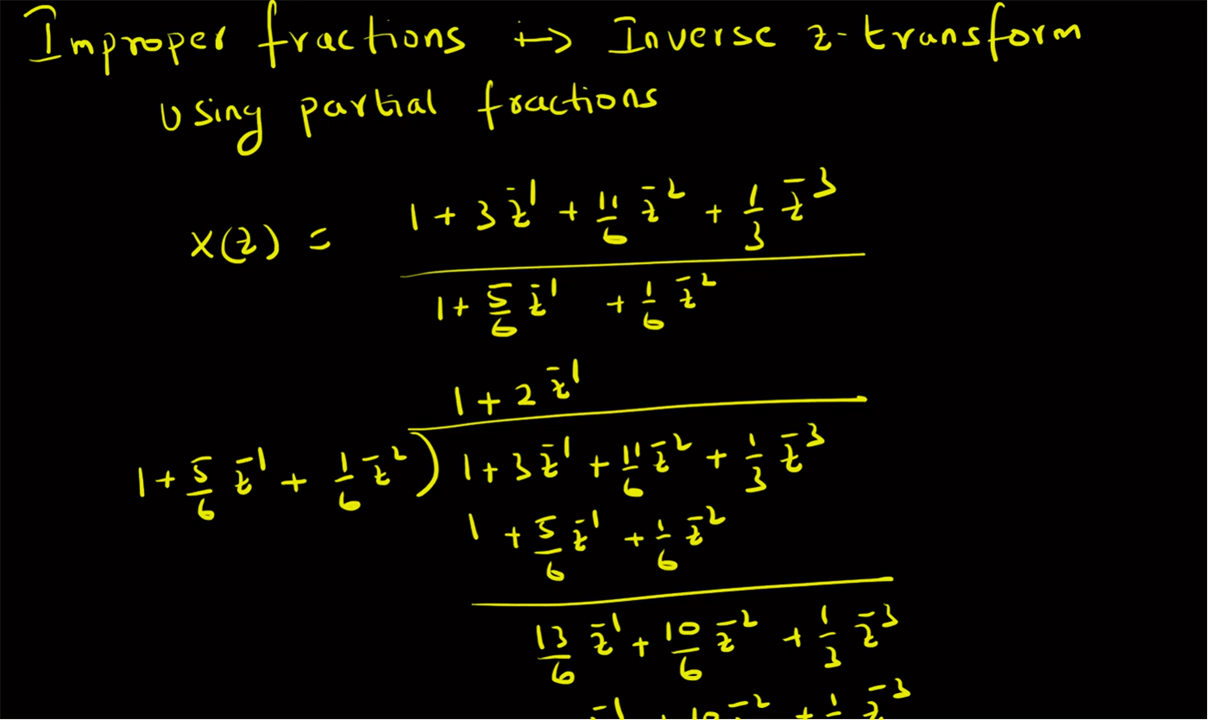 Improper fractions ↦ Inverse z-transform
using partial fractions
X(z) = (1 + 3z⁻¹ + 11/6 z⁻² + 1/3 z⁻³) / (1 + 5/6 z⁻¹ + 1/6 z⁻²)
1 + 2z⁻¹
1 + 5/6 z⁻¹ + 1/6 z⁻² ) 1 + 3z⁻¹ + 11/6 z⁻² + 1/3 z⁻³
1 + 5/6 z⁻¹ + 1/6 z⁻²
13/6 z⁻¹ + 10/6 z⁻² + 1/3 z⁻³